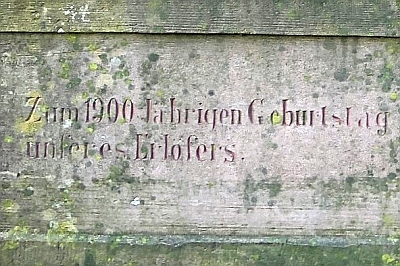 Zum 1900 Jährigen Geburtstag
unseres Erlösers.